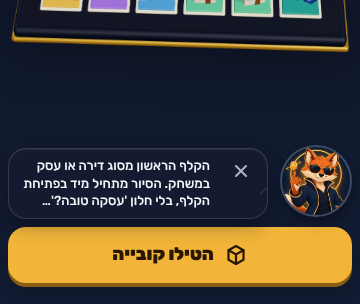 הקלף הראשון מסוג דירה או עסק
במשחק. הסיור מתחיל מיד בפתיחת
הקלף, בלי חלון 'עסקה טובה?'...
הטילו קובייה